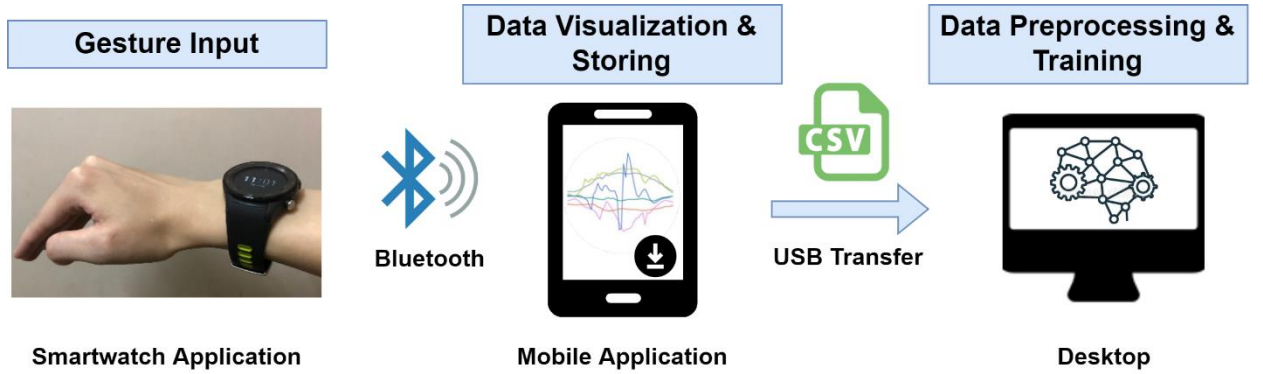 Gesture Input
Data Visualization &
Storing
Data Preprocessing &
Training
CSV
Bluetooth
USB Transfer
Smartwatch Application
Mobile Application
Desktop